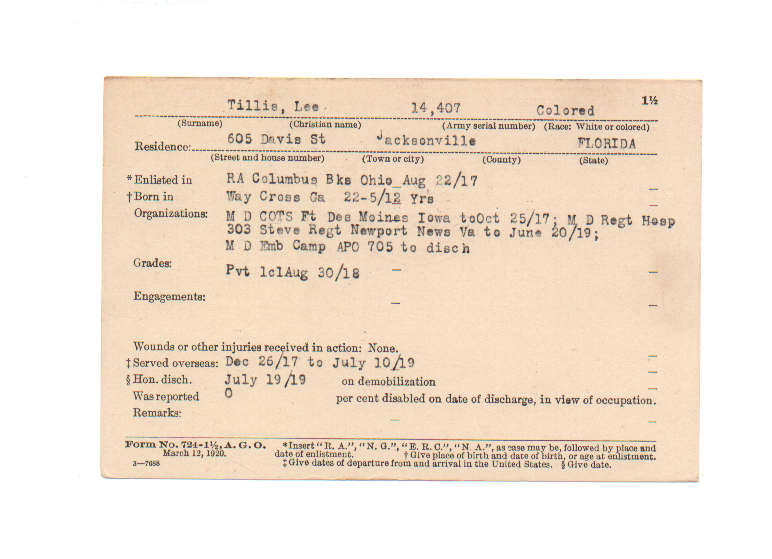 1½
Tillis, Lee 14,407 Colored
(Surname) (Christian name) (Army serial number) (Race: White or colored)
Residence: 605 Davis St Jacksonville FLORIDA
(Street and house number) (Town or city) (County) (State)
*Enlisted in RA Columbus Bks Ohio Aug 22/17
†Born in Way Cross Ga 22-5/12 Yrs
Organizations: M D COTS Ft Des Moines Iowa toOct 25/17; M D Regt Hosp
303 Steve Regt Newport News Va to June 20/19;
M D Emb Camp APO 705 to disch
Grades: Pvt 1clAug 30/18
Engagements:
Wounds or other injuries received in action: None.
‡Served overseas: Dec 26/17 to July 10/19
§Hon. disch. July 19/19 on demobilization
Was reported 0 per cent disabled on date of discharge, in view of occupation.
Remarks:
Form No. 724-1½, A. G. O. *Insert "R. A.", "N. G.", "E. R. C.", "N. A.", as case may be, followed by place and
March 12, 1920. date of enlistment. †Give place of birth and date of birth, or age at enlistment.
3—7688 ‡Give dates of departure from and arrival in the United States. §Give date.